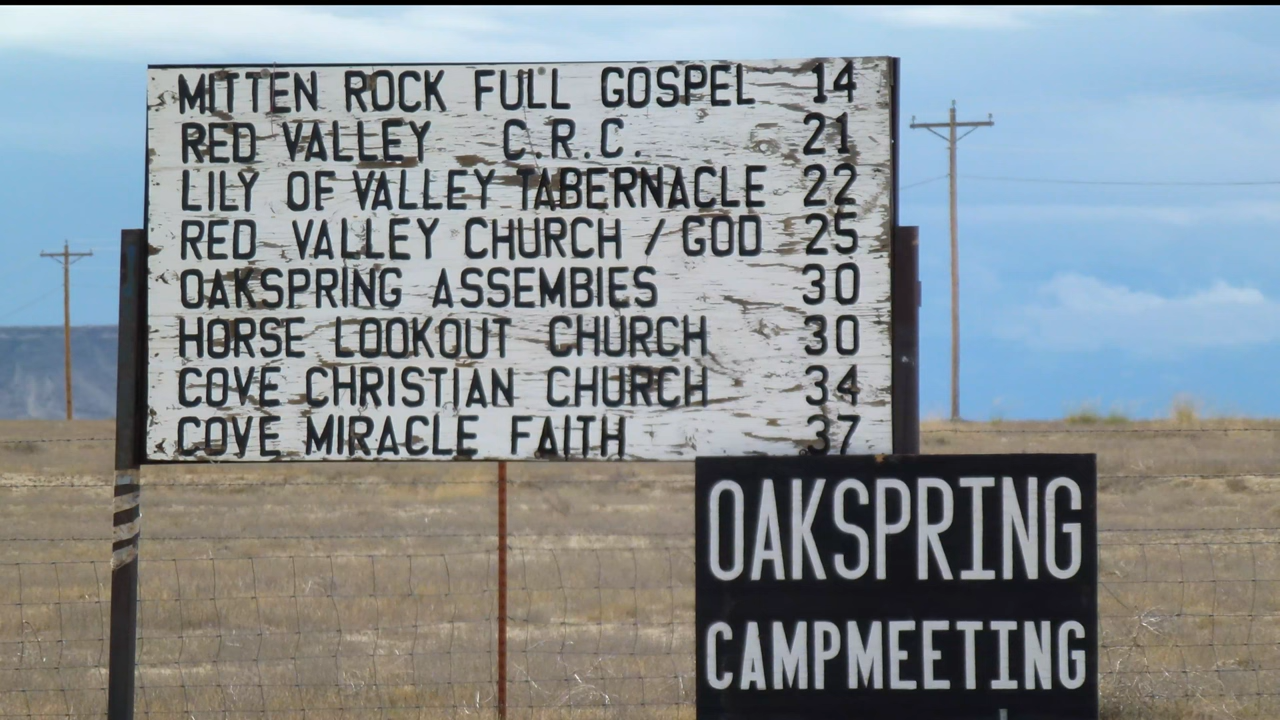 MITTEN ROCK FULL GOSPEL 14
RED VALLEY C.R.C. 21
LILY OF VALLEY TABERNACLE 22
RED VALLEY CHURCH / GOD 25
OAKSPRING ASSEMBIES 30
HORSE LOOKOUT CHURCH 30
COVE CHRISTIAN CHURCH 34
COVE MIRACLE FAITH 37
OAKSPRING
CAMPMEETING